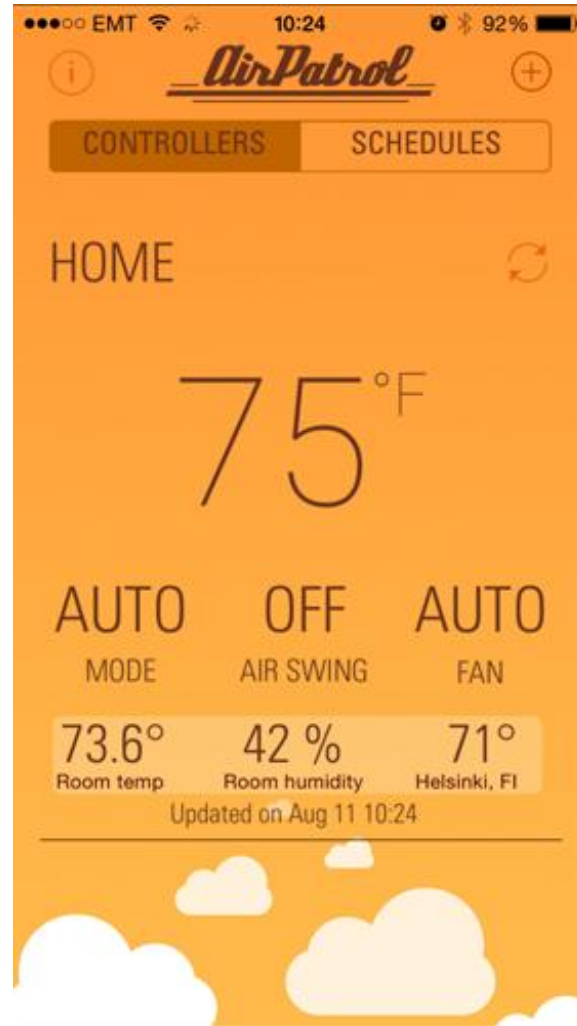 EMT 10:24 92%
AirPatrol
CONTROLLERS SCHEDULES
HOME
75°F
AUTO OFF AUTO
MODE AIR SWING FAN
73.6° 42 % 71°
Room temp Room humidity Helsinki, FI
Updated on Aug 11 10:24